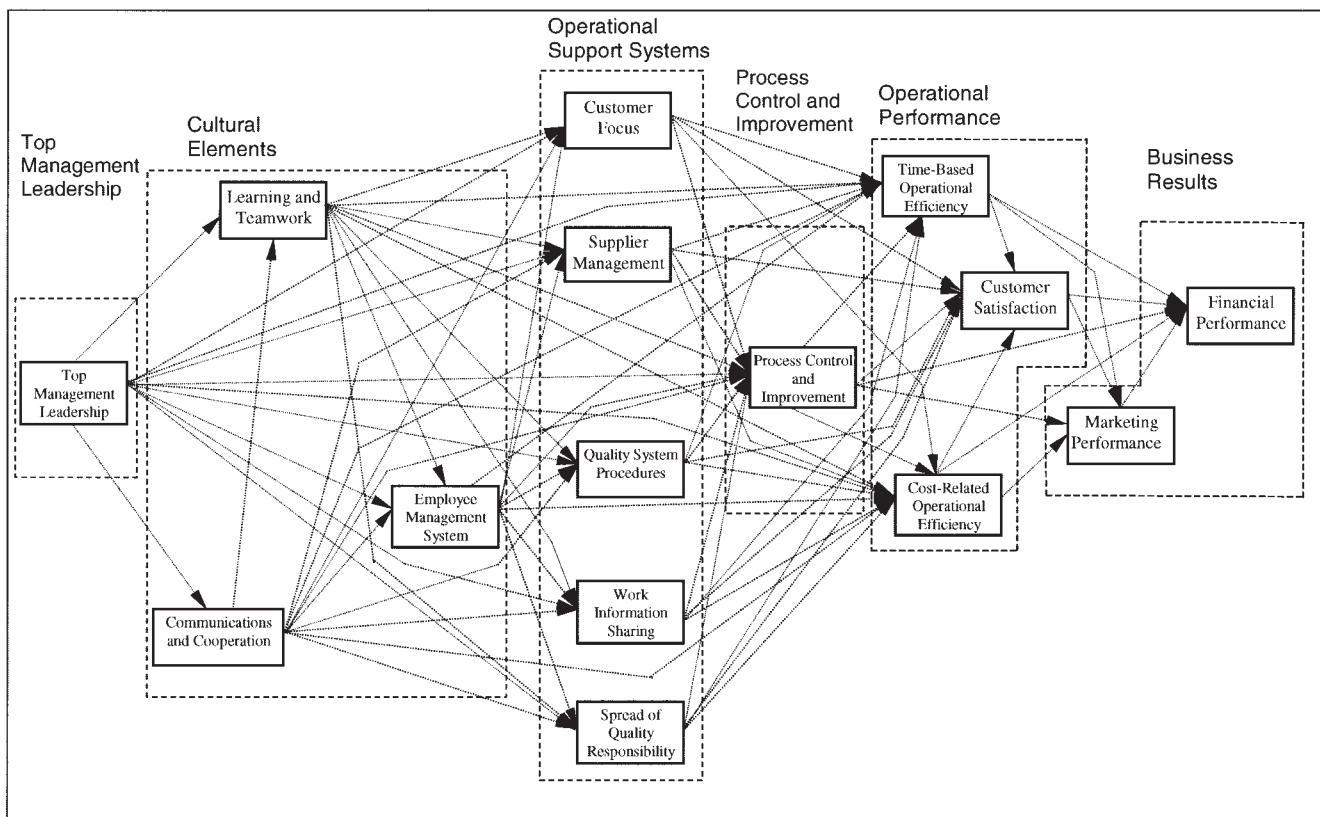 Operational
Support Systems
Process
Control and
Improvement
Operational
Performance
Cultural
Elements
Top
Management
Leadership
Business
Results
Customer
Focus
Time-Based
Operational
Efficiency
Learning and
Teamwork
Supplier
Management
Customer
Satisfaction
Financial
Performance
Top
Management
Leadership
Process Control
and
Improvement
Marketing
Performance
Quality System
Procedures
Employee
Management
System
Cost-Related
Operational
Efficiency
Work
Information
Sharing
Communications
and Cooperation
Spread of
Quality
Responsibility